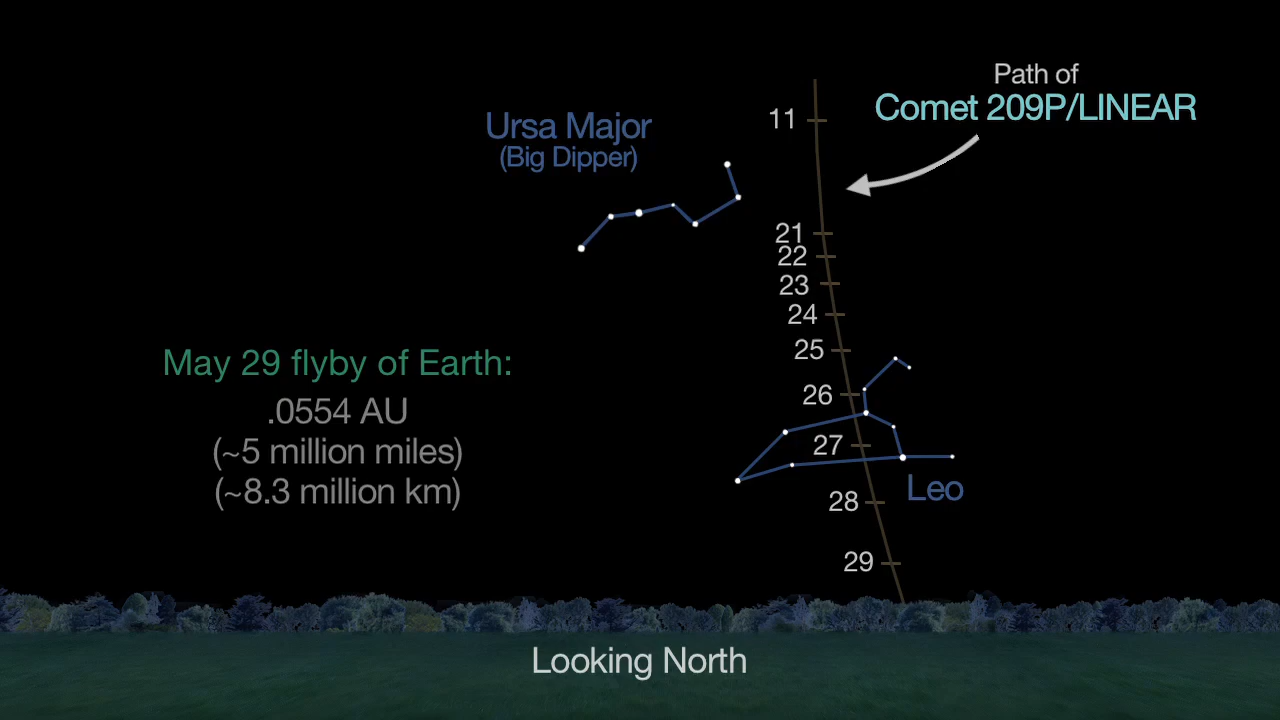 Path of
Comet 209P/LINEAR
Ursa Major
(Big Dipper)
11
21
22
23
24
25
26
27
28
29
May 29 flyby of Earth:
.0554 AU
(~5 million miles)
(~8.3 million km)
Leo
Looking North